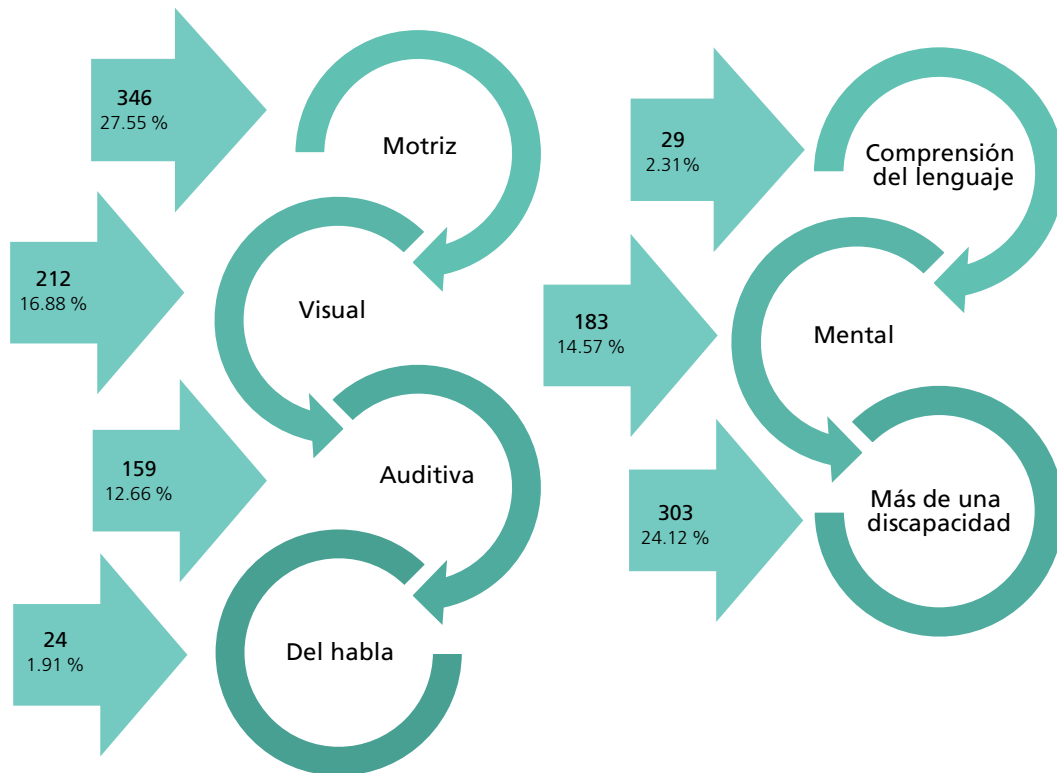 346
27.55 %
Motriz
212
16.88 %
Visual
159
12.66 %
Auditiva
24
1.91 %
Del habla
29
2.31%
Comprensión
del lenguaje
183
14.57 %
Mental
303
24.12 %
Más de una
discapacidad